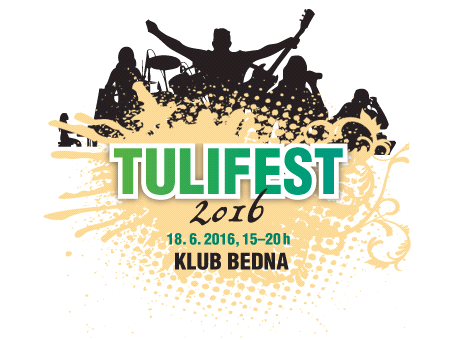 TULIFEST
2016
18. 6. 2016, 15–20 h
KLUB BEDNA